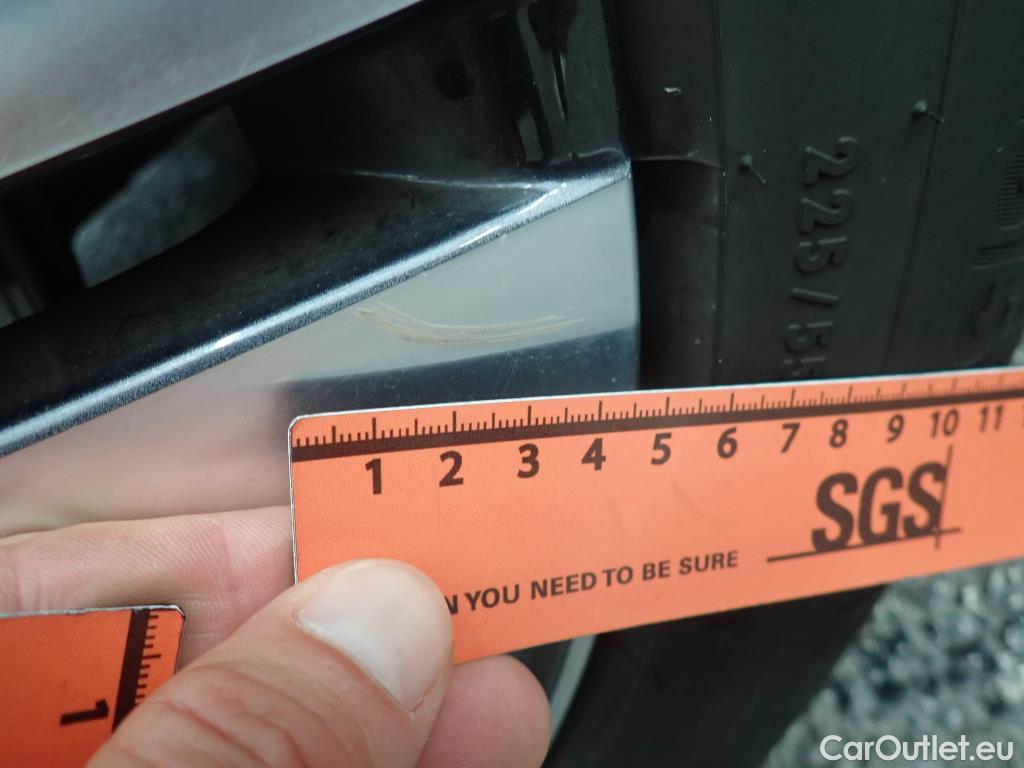 225/5
1 2 3 4 5 6 7 8 9 10 11
SGS
N YOU NEED TO BE SURE
1
CarOutlet.eu